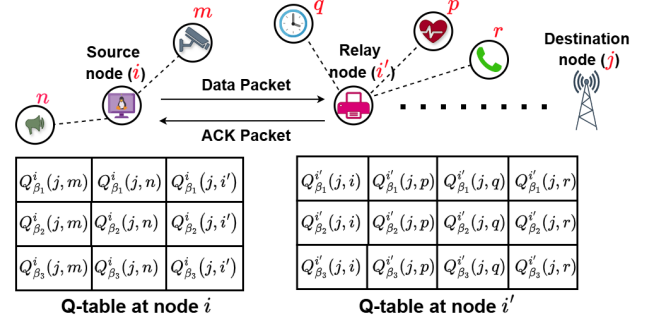 m
q
p
r
n
Source
node (i)
Relay
node (i′)
Destination
node (j)
Data Packet
ACK Packet
Q^i_{β_1}(j, m) Q^i_{β_1}(j, n) Q^i_{β_1}(j, i′)
Q^i_{β_2}(j, m) Q^i_{β_2}(j, n) Q^i_{β_2}(j, i′)
Q^i_{β_3}(j, m) Q^i_{β_3}(j, n) Q^i_{β_3}(j, i′)
Q-table at node i
Q^{i′}_{β_1}(j, i) Q^{i′}_{β_1}(j, p) Q^{i′}_{β_1}(j, q) Q^{i′}_{β_1}(j, r)
Q^{i′}_{β_2}(j, i) Q^{i′}_{β_2}(j, p) Q^{i′}_{β_2}(j, q) Q^{i′}_{β_2}(j, r)
Q^{i′}_{β_3}(j, i) Q^{i′}_{β_3}(j, p) Q^{i′}_{β_3}(j, q) Q^{i′}_{β_3}(j, r)
Q-table at node i′